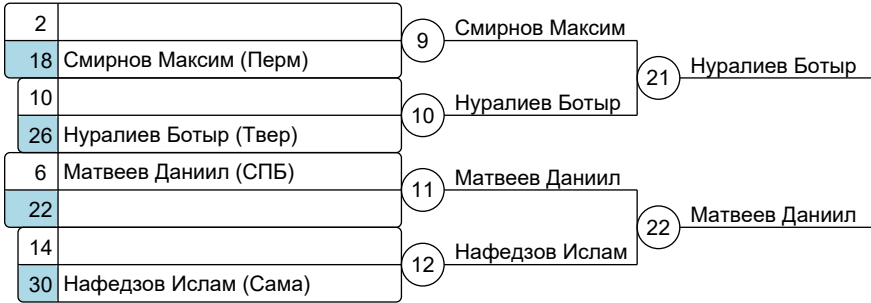 2
9
Смирнов Максим
18 Смирнов Максим (Перм)
21
Нуралиев Ботыр
10
10
Нуралиев Ботыр
26 Нуралиев Ботыр (Твер)
6 Матвеев Даниил (СПБ)
11
Матвеев Даниил
22
22
Матвеев Даниил
14
12
Нафедзов Ислам
30 Нафедзов Ислам (Сама)